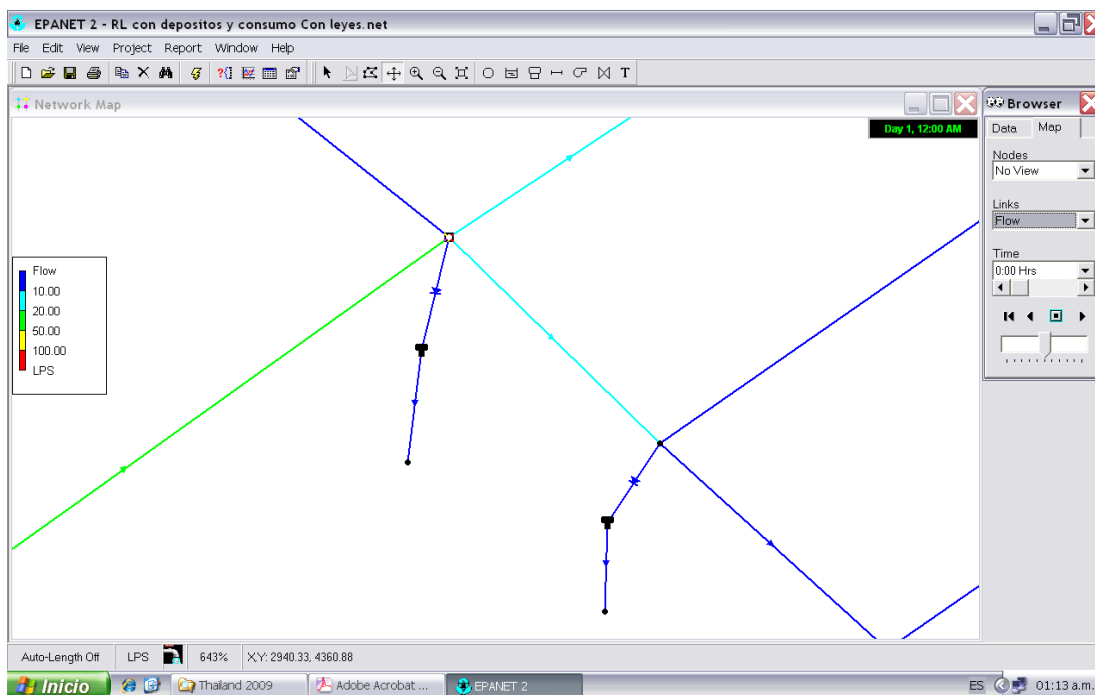 EPANET 2 - RL con depositos y consumo Con leyes.net
File Edit View Project Report Window Help
T
Network Map
Browser
Day 1, 12:00 AM
Data Map
Nodes
No View
Links
Flow
Time
0:00 Hrs
Flow
10.00
20.00
50.00
100.00
LPS
Auto-Length Off LPS 643% X,Y: 2940.33, 4360.88
Inicio Thailand 2009 Adobe Acrobat ... EPANET 2 ES 01:13 a.m.